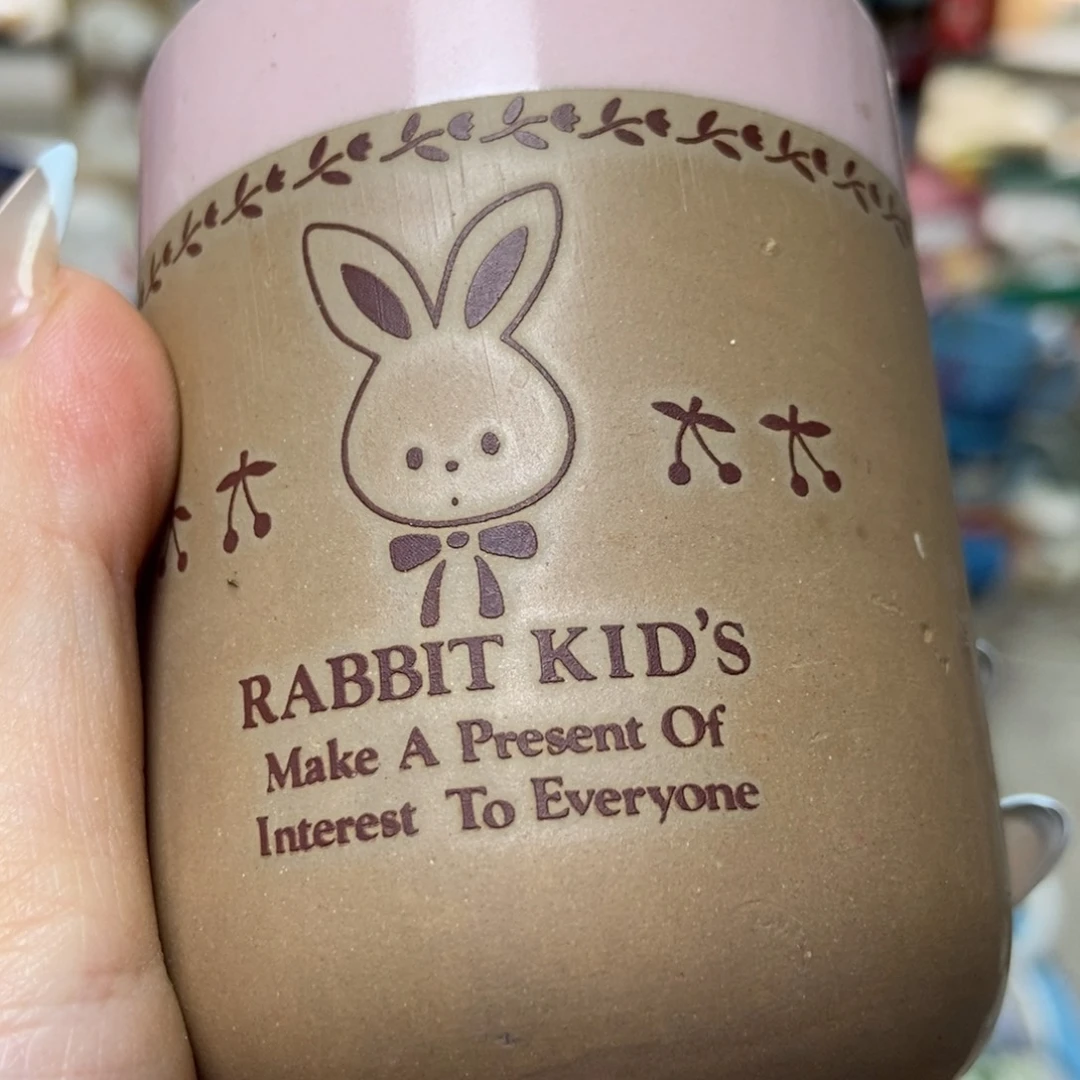 RABBIT KID'S
Make A Present Of
Interest To Everyone